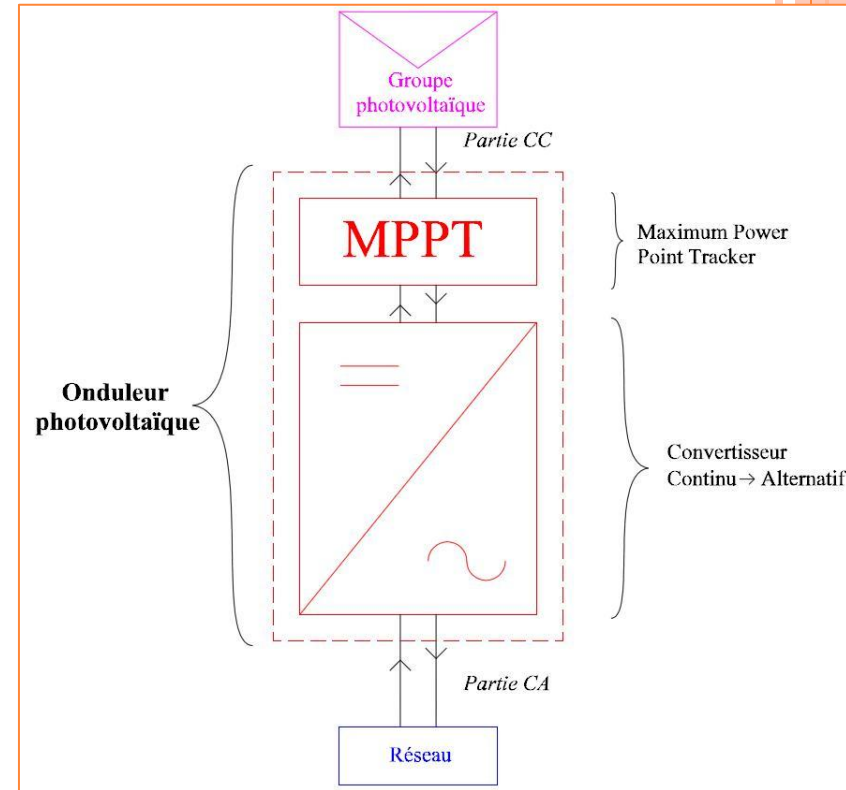 Groupe
photovoltaïque
Partie CC
MPPT
Maximum Power
Point Tracker
Onduleur
photovoltaïque
Convertisseur
Continu→Alternatif
Partie CA
Réseau